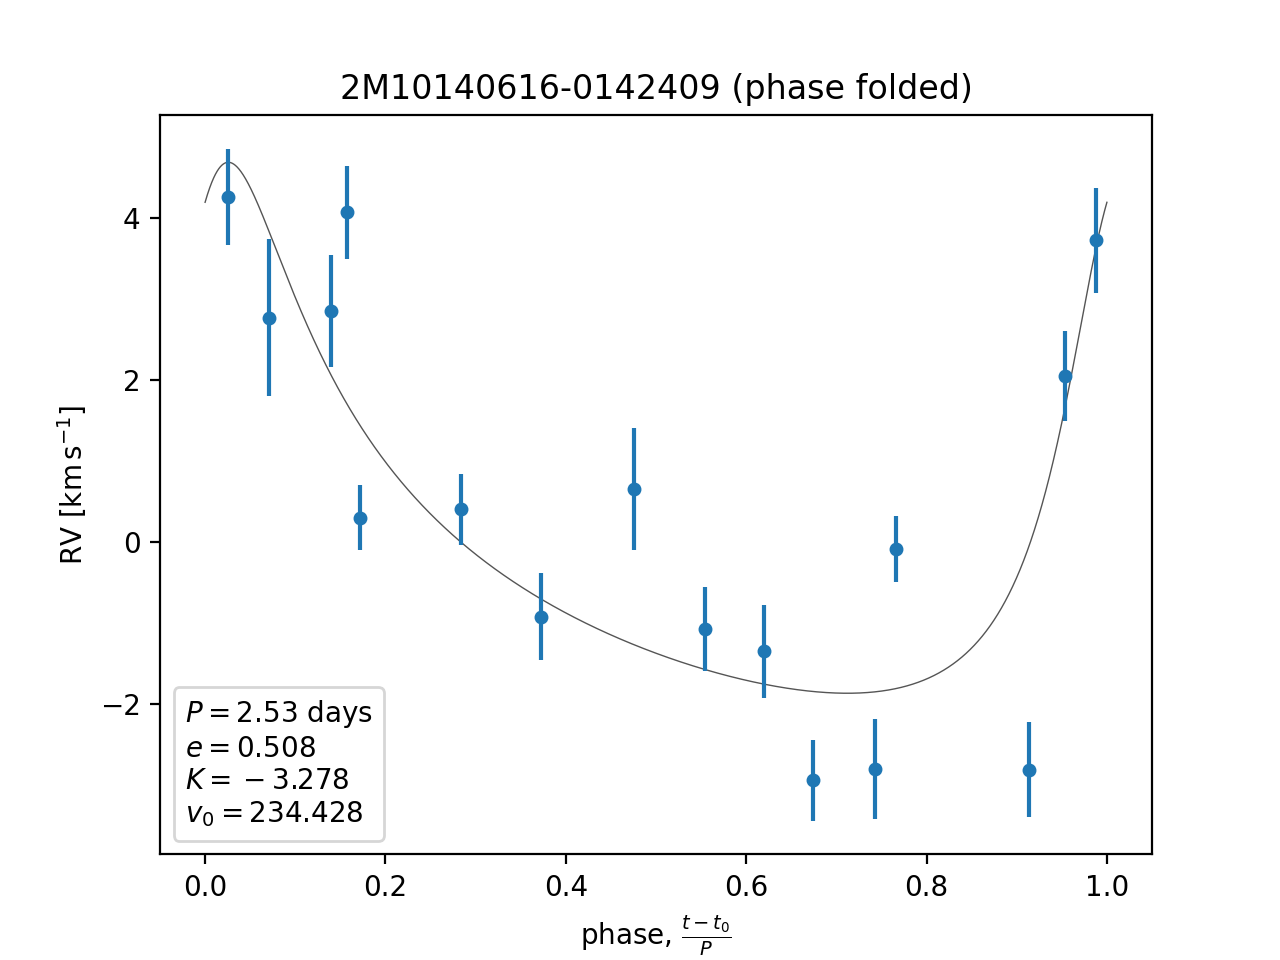 2M10140616-0142409 (phase folded)
RV [km s⁻¹]
4
2
0
−2
P = 2.53 days
e = 0.508
K = −3.278
v₀ = 234.428
0.0 0.2 0.4 0.6 0.8 1.0
phase, (t − t₀)/P